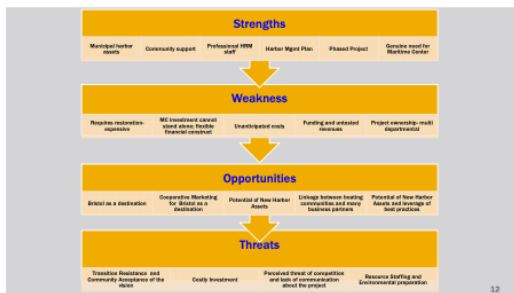 Strengths
Municipal harbor
assets
Community support
Professional HRM
staff
Harbor Mgmt Plan
Phased Project
Genuine need for
Maritime Center
Weakness
Requires restoration-
expensive
MC investment cannot
stand alone; flexible
financial construct
Unanticipated costs
Funding and untested
revenues
Project ownership- multi
departmental
Opportunities
Bristol as a destination
Cooperative Marketing
for Bristol as a
destination
Potential of New Harbor
Assets
Linkage between boating
communities and many
business partners
Potential of New Harbor
Assets and leverage of
best practices
Threats
Transition Resistance and
Community Acceptance of the
vision
Costly Investment
Perceived threat of competition
and lack of communication
about the project
Resource Staffing and
Environmental preparation
12